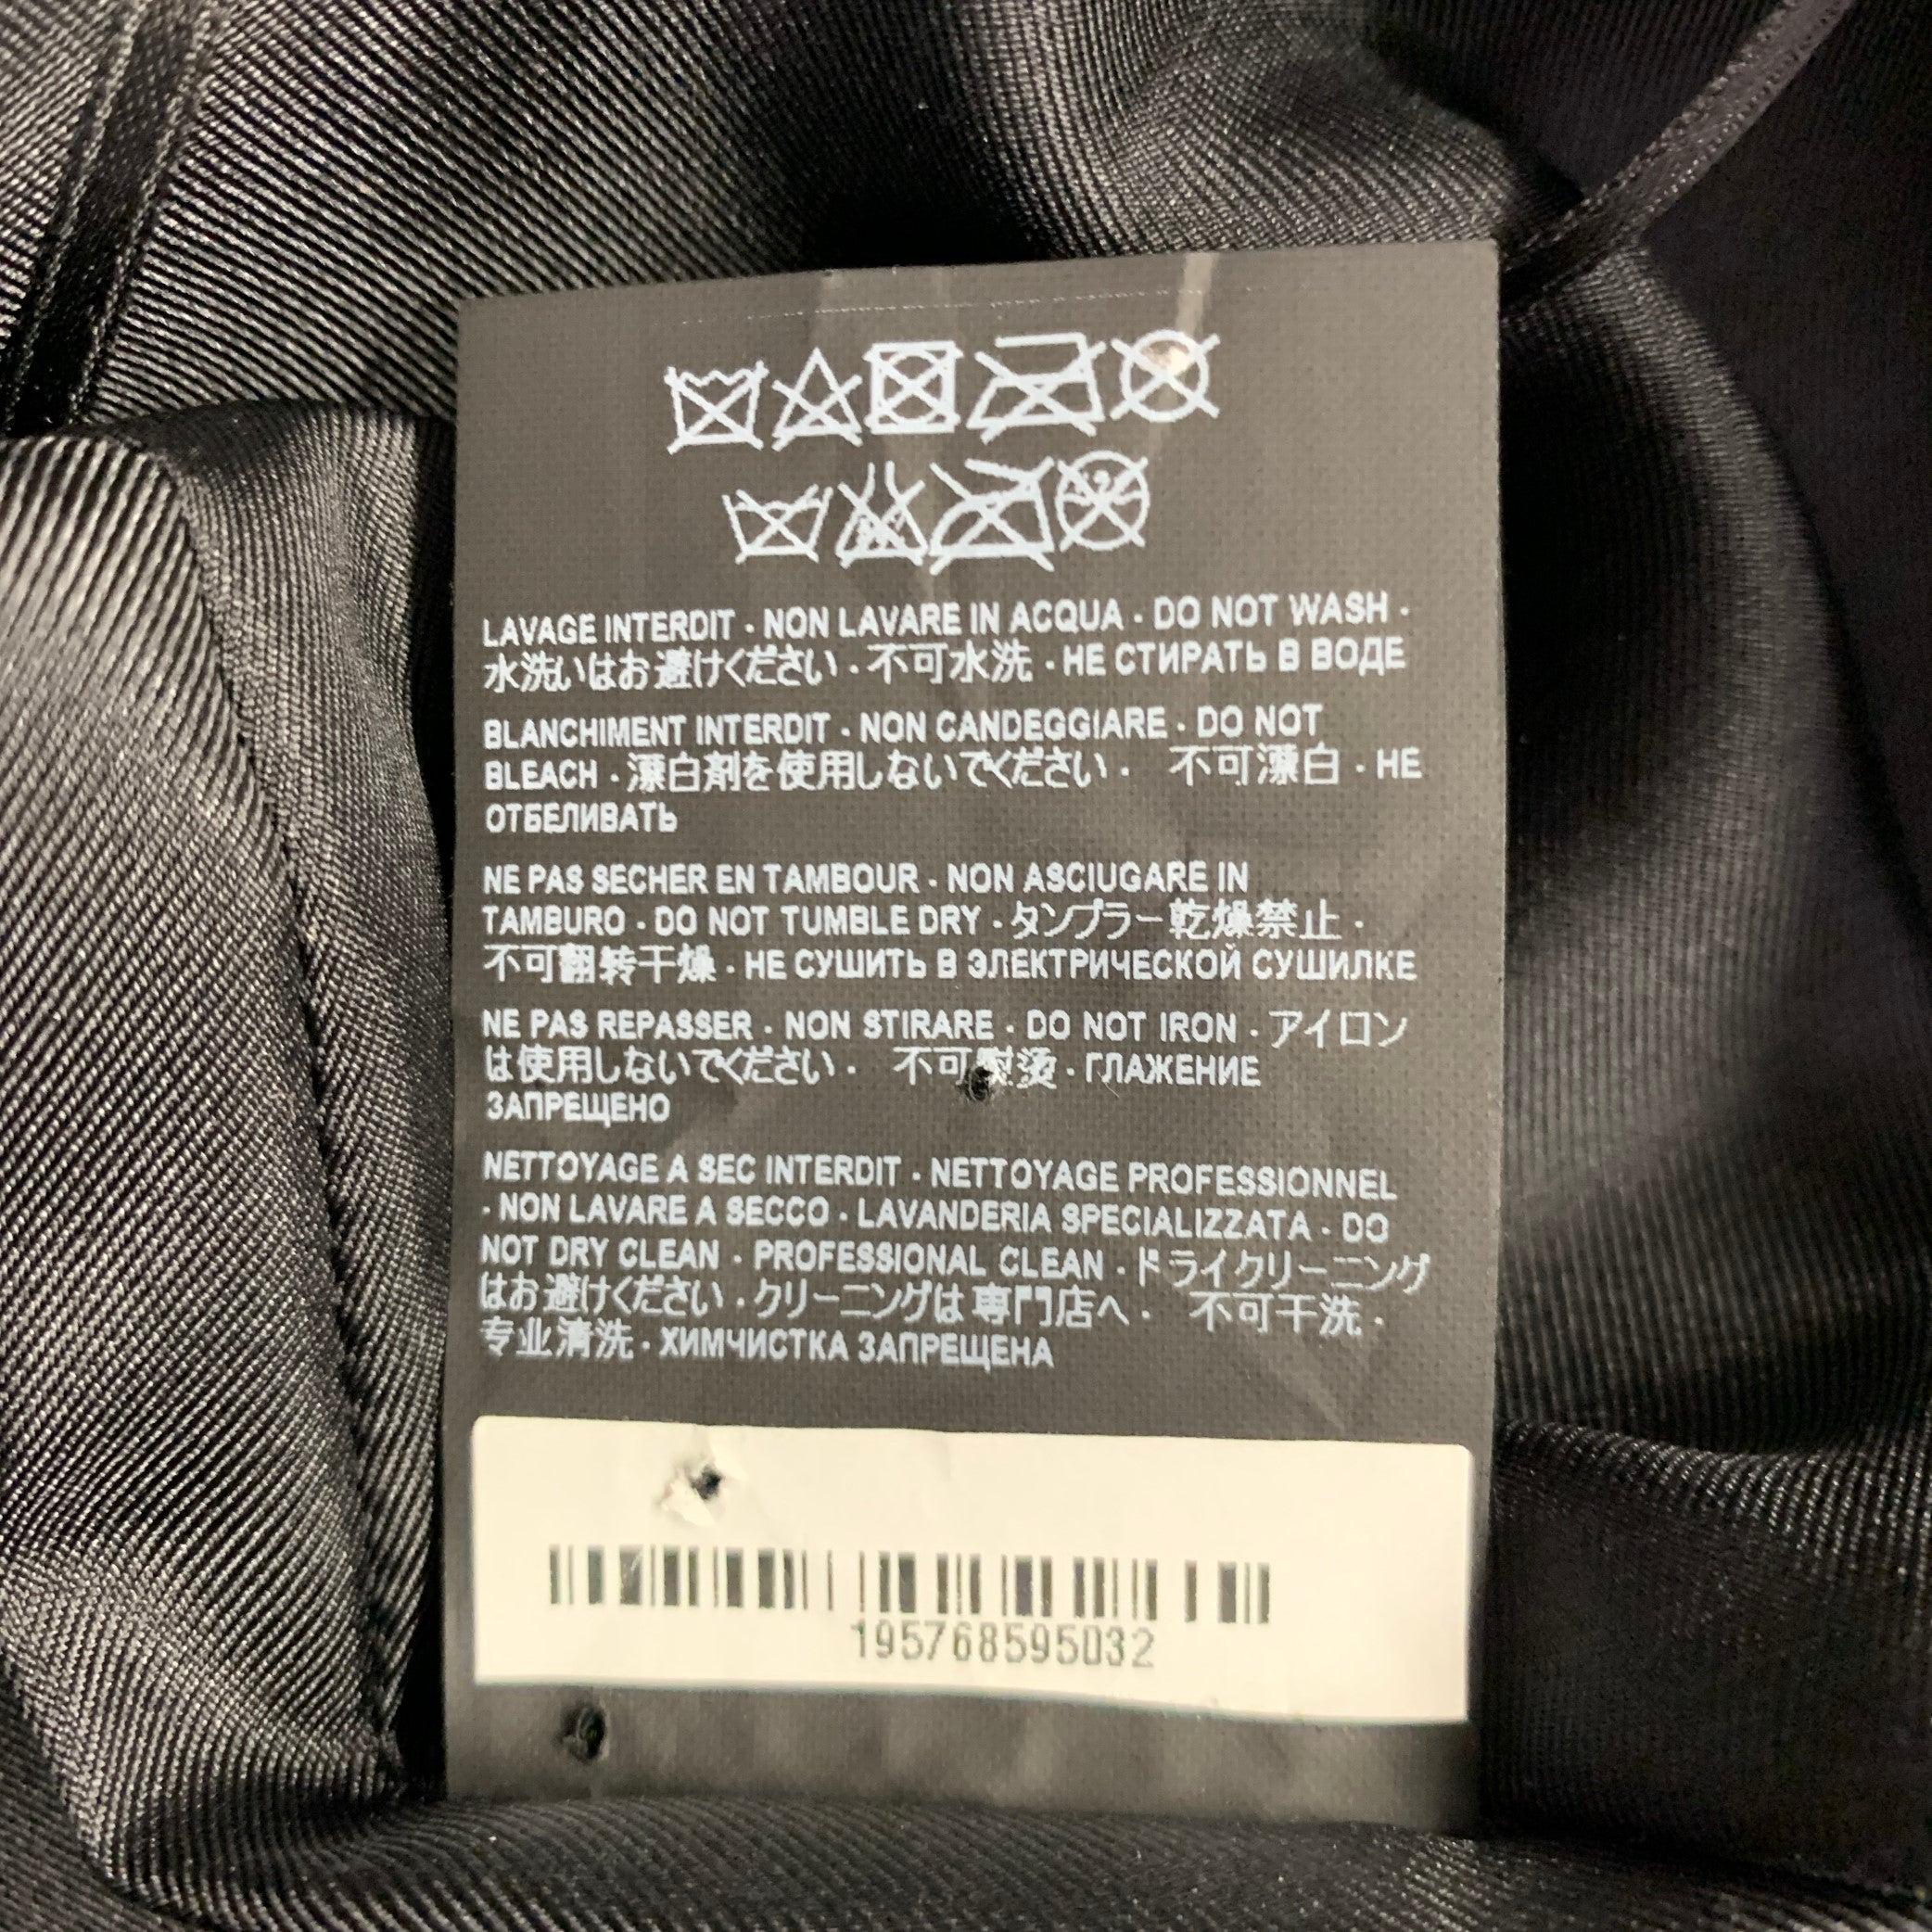 LAVAGE INTERDIT · NON LAVARE IN ACQUA · DO NOT WASH ·
水洗いはお避けください · 不可水洗 · НЕ СТИРАТЬ В ВОДЕ
BLANCHIMENT INTERDIT · NON CANDEGGIARE · DO NOT
BLEACH · 漂白剤を使用しないでください · 不可漂白 · НЕ
ОТБЕЛИВАТЬ
NE PAS SECHER EN TAMBOUR · NON ASCIUGARE IN
TAMBURO · DO NOT TUMBLE DRY · タンブラー乾燥禁止 ·
不可翻转干燥 · НЕ СУШИТЬ В ЭЛЕКТРИЧЕСКОЙ СУШИЛКЕ
NE PAS REPASSER · NON STIRARE · DO NOT IRON · アイロン
は使用しないでください · 不可熨烫 · ГЛАЖЕНИЕ
ЗАПРЕЩЕНО
NETTOYAGE A SEC INTERDIT · NETTOYAGE PROFESSIONNEL
· NON LAVARE A SECCO · LAVANDERIA SPECIALIZZATA · DO
NOT DRY CLEAN · PROFESSIONAL CLEAN · ドライクリーニング
はお避けください · クリーニングは専門店へ · 不可干洗 ·
专业清洗 · ХИМЧИСТКА ЗАПРЕЩЕНА
195768595032